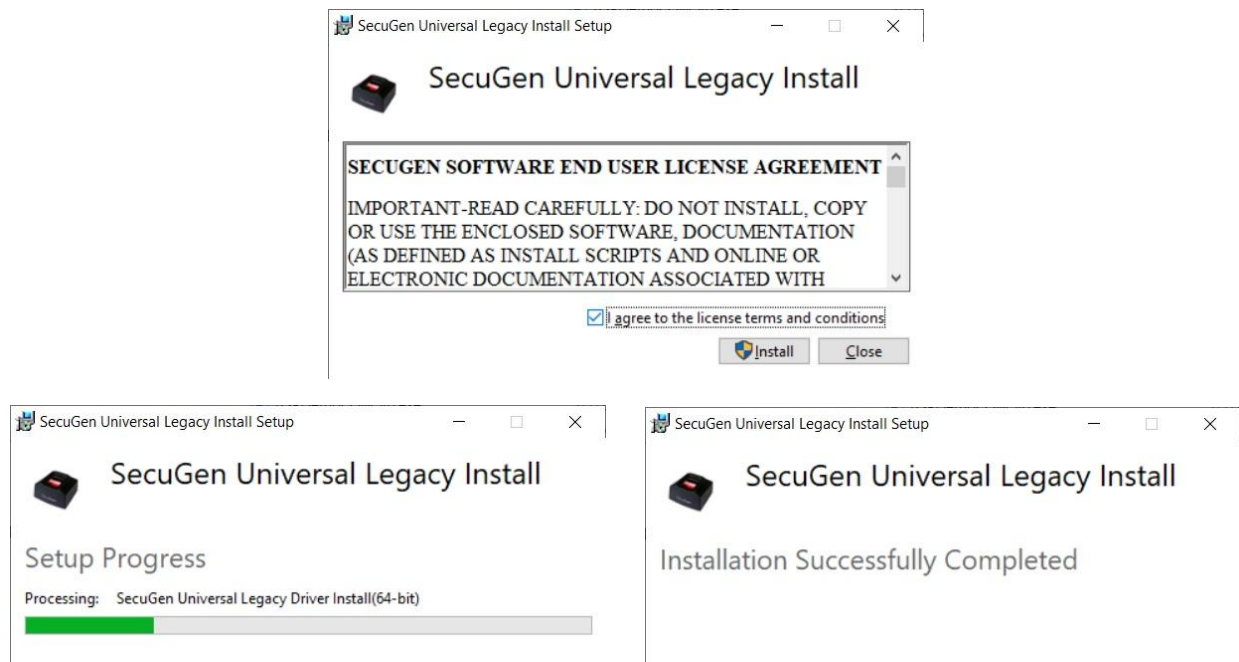 SecuGen Universal Legacy Install Setup
SecuGen Universal Legacy Install
SECUGEN SOFTWARE END USER LICENSE AGREEMENT
IMPORTANT-READ CAREFULLY: DO NOT INSTALL, COPY
OR USE THE ENCLOSED SOFTWARE, DOCUMENTATION
(AS DEFINED AS INSTALL SCRIPTS AND ONLINE OR
ELECTRONIC DOCUMENTATION ASSOCIATED WITH
I agree to the license terms and conditions
Install Close
SecuGen Universal Legacy Install Setup
SecuGen Universal Legacy Install
Setup Progress
Processing: SecuGen Universal Legacy Driver Install(64-bit)
SecuGen Universal Legacy Install Setup
SecuGen Universal Legacy Install
Installation Successfully Completed